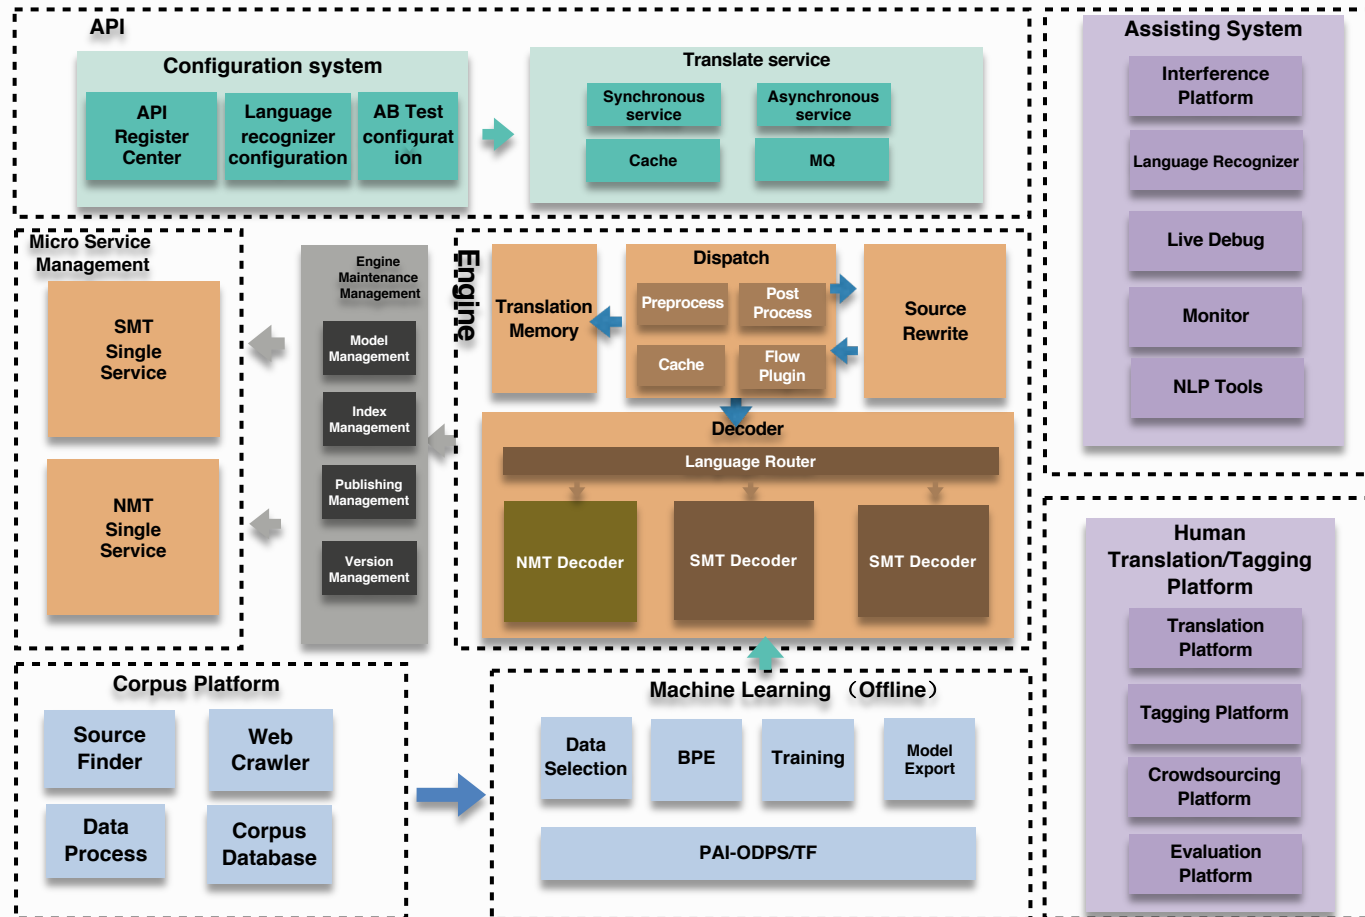 API
Configuration system
API
Register
Center
Language
recognizer
configuration
AB Test
configurat
ion
Translate service
Synchronous
service
Asynchronous
service
Cache
MQ
Assisting System
Interference
Platform
Language Recognizer
Live Debug
Monitor
NLP Tools
Micro Service
Management
SMT
Single
Service
NMT
Single
Service
Engine
Maintenance
Management
Model
Management
Index
Management
Publishing
Management
Version
Management
Engine
Translation
Memory
Dispatch
Preprocess
Post
Process
Cache
Flow
Plugin
Source
Rewrite
Decoder
Language Router
NMT Decoder
SMT Decoder
SMT Decoder
Human
Translation/Tagging
Platform
Translation
Platform
Tagging Platform
Crowdsourcing
Platform
Evaluation
Platform
Corpus Platform
Source
Finder
Web
Crawler
Data
Process
Corpus
Database
Machine Learning （Offline）
Data
Selection
BPE
Training
Model
Export
PAI-ODPS/TF